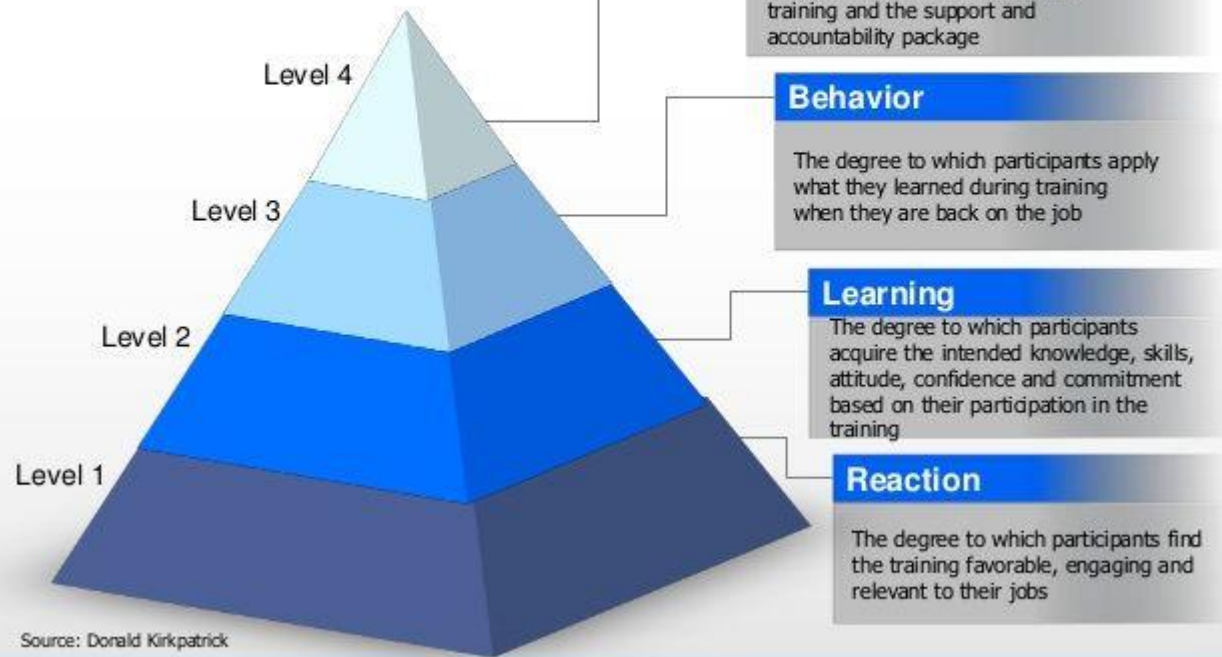 training and the support and
accountability package
Level 4
Behavior
The degree to which participants apply
what they learned during training
when they are back on the job
Level 3
Learning
The degree to which participants
acquire the intended knowledge, skills,
attitude, confidence and commitment
based on their participation in the
training
Level 2
Reaction
The degree to which participants find
the training favorable, engaging and
relevant to their jobs
Level 1
Source: Donald Kirkpatrick